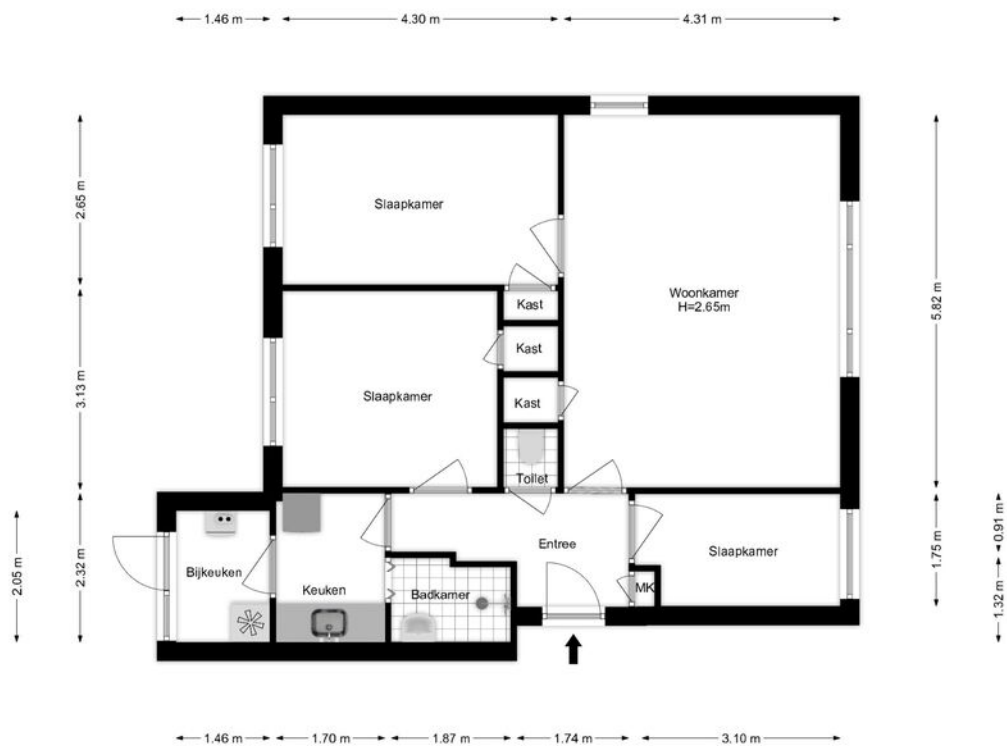 1.46 m
4.30 m
4.31 m
2.65 m
3.13 m
2.32 m
2.05 m
5.82 m
1.75 m
0.91 m
1.32 m
Slaapkamer
Kast
Woonkamer
H=2.65m
Kast
Slaapkamer
Kast
Toilet
Entree
Slaapkamer
Bijkeuken
Keuken
Badkamer
MK
1.46 m
1.70 m
1.87 m
1.74 m
3.10 m